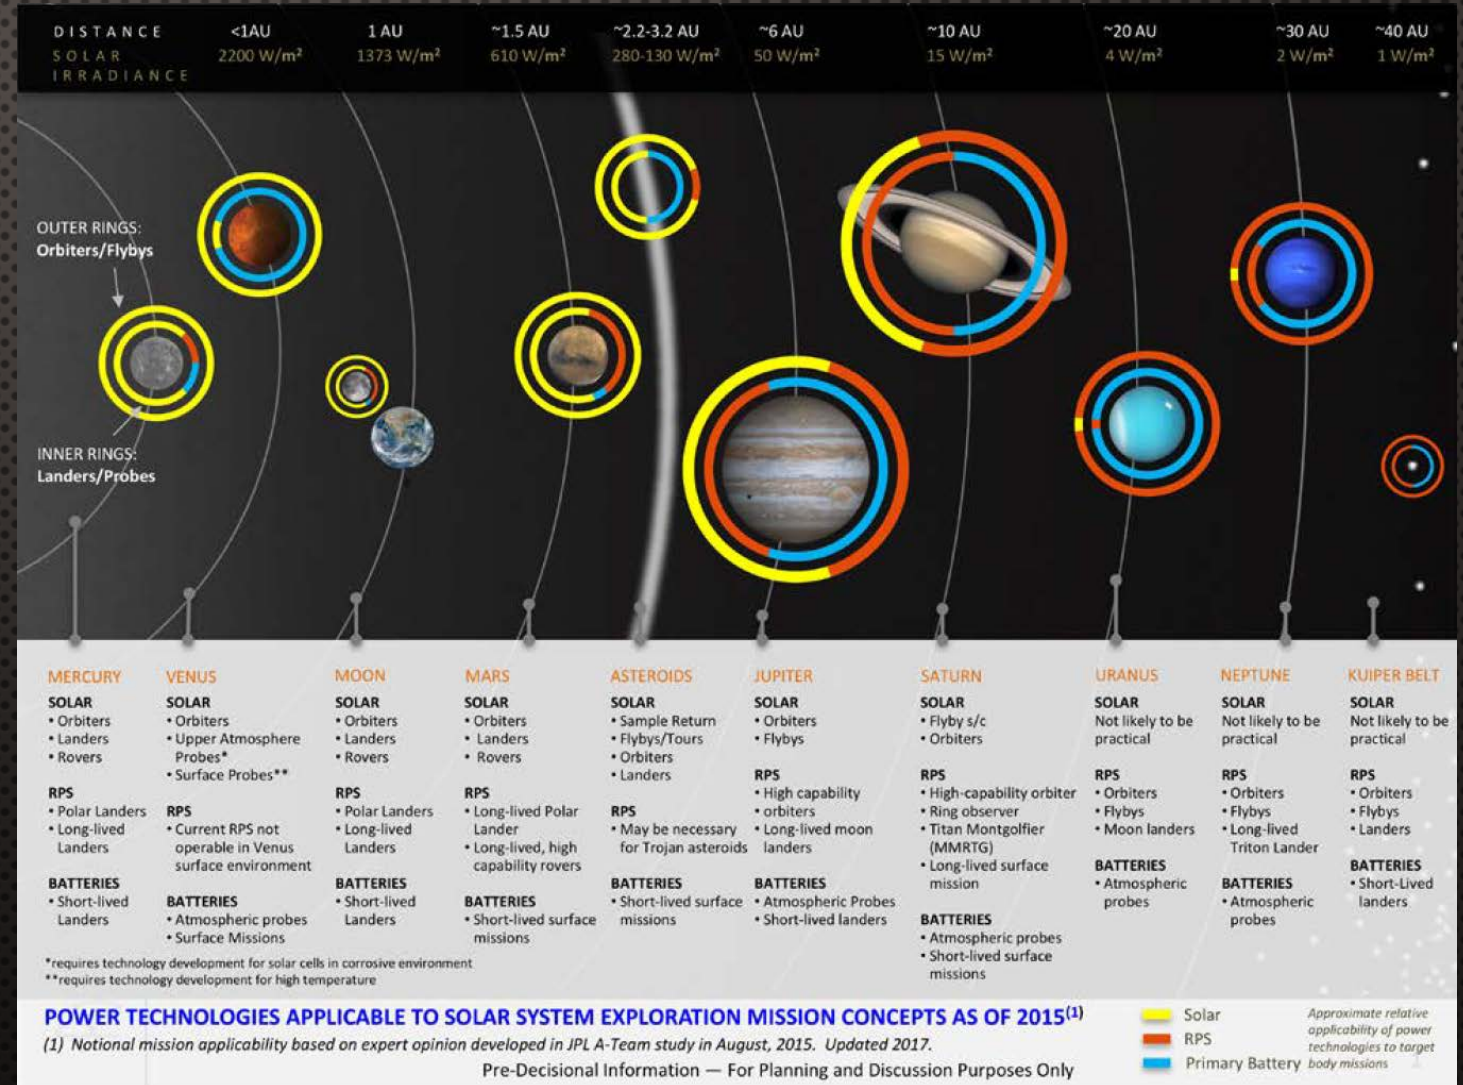 DISTANCE <1AU 1 AU ~1.5 AU ~2.2-3.2 AU ~6 AU ~10 AU ~20 AU ~30 AU ~40 AU
SOLAR IRRADIANCE 2200 W/m² 1373 W/m² 610 W/m² 280-130 W/m² 50 W/m² 15 W/m² 4 W/m² 2 W/m² 1 W/m²
OUTER RINGS:
Orbiters/Flybys
INNER RINGS:
Landers/Probes
MERCURY
SOLAR
• Orbiters
• Landers
• Rovers
RPS
• Polar Landers
• Long-lived
Landers
BATTERIES
• Short-lived
Landers
VENUS
SOLAR
• Orbiters
• Upper Atmosphere
Probes*
• Surface Probes**
RPS
• Current RPS not
operable in Venus
surface environment
BATTERIES
• Atmospheric probes
• Surface Missions
MOON
SOLAR
• Orbiters
• Landers
• Rovers
RPS
• Polar Landers
• Long-lived
Landers
BATTERIES
• Short-lived
Landers
MARS
SOLAR
• Orbiters
• Landers
• Rovers
RPS
• Long-lived Polar
Lander
• Long-lived, high
capability rovers
BATTERIES
• Short-lived surface
missions
ASTEROIDS
SOLAR
• Sample Return
• Flybys/Tours
• Orbiters
• Landers
RPS
• May be necessary
for Trojan asteroids
BATTERIES
• Short-lived surface
missions
JUPITER
SOLAR
• Orbiters
• Flybys
RPS
• High capability
• orbiters
• Long-lived moon
landers
BATTERIES
• Atmospheric Probes
• Short-lived landers
SATURN
SOLAR
• Flyby s/c
• Orbiters
RPS
• High-capability orbiter
• Ring observer
• Titan Montgolfier
(MMRTG)
• Long-lived surface
mission
BATTERIES
• Atmospheric probes
• Short-lived surface
missions
URANUS
SOLAR
Not likely to be
practical
RPS
• Orbiters
• Flybys
• Moon landers
BATTERIES
• Atmospheric
probes
NEPTUNE
SOLAR
Not likely to be
practical
RPS
• Orbiters
• Flybys
• Long-lived
Triton Lander
BATTERIES
• Atmospheric
probes
KUIPER BELT
SOLAR
Not likely to be
practical
RPS
• Orbiters
• Flybys
• Landers
BATTERIES
• Short-Lived
landers
*requires technology development for solar cells in corrosive environment
**requires technology development for high temperature
POWER TECHNOLOGIES APPLICABLE TO SOLAR SYSTEM EXPLORATION MISSION CONCEPTS AS OF 2015(1)
(1) Notional mission applicability based on expert opinion developed in JPL A-Team study in August, 2015. Updated 2017.
Pre-Decisional Information — For Planning and Discussion Purposes Only
Solar
RPS
Primary Battery
Approximate relative
applicability of power
technologies to target
body missions